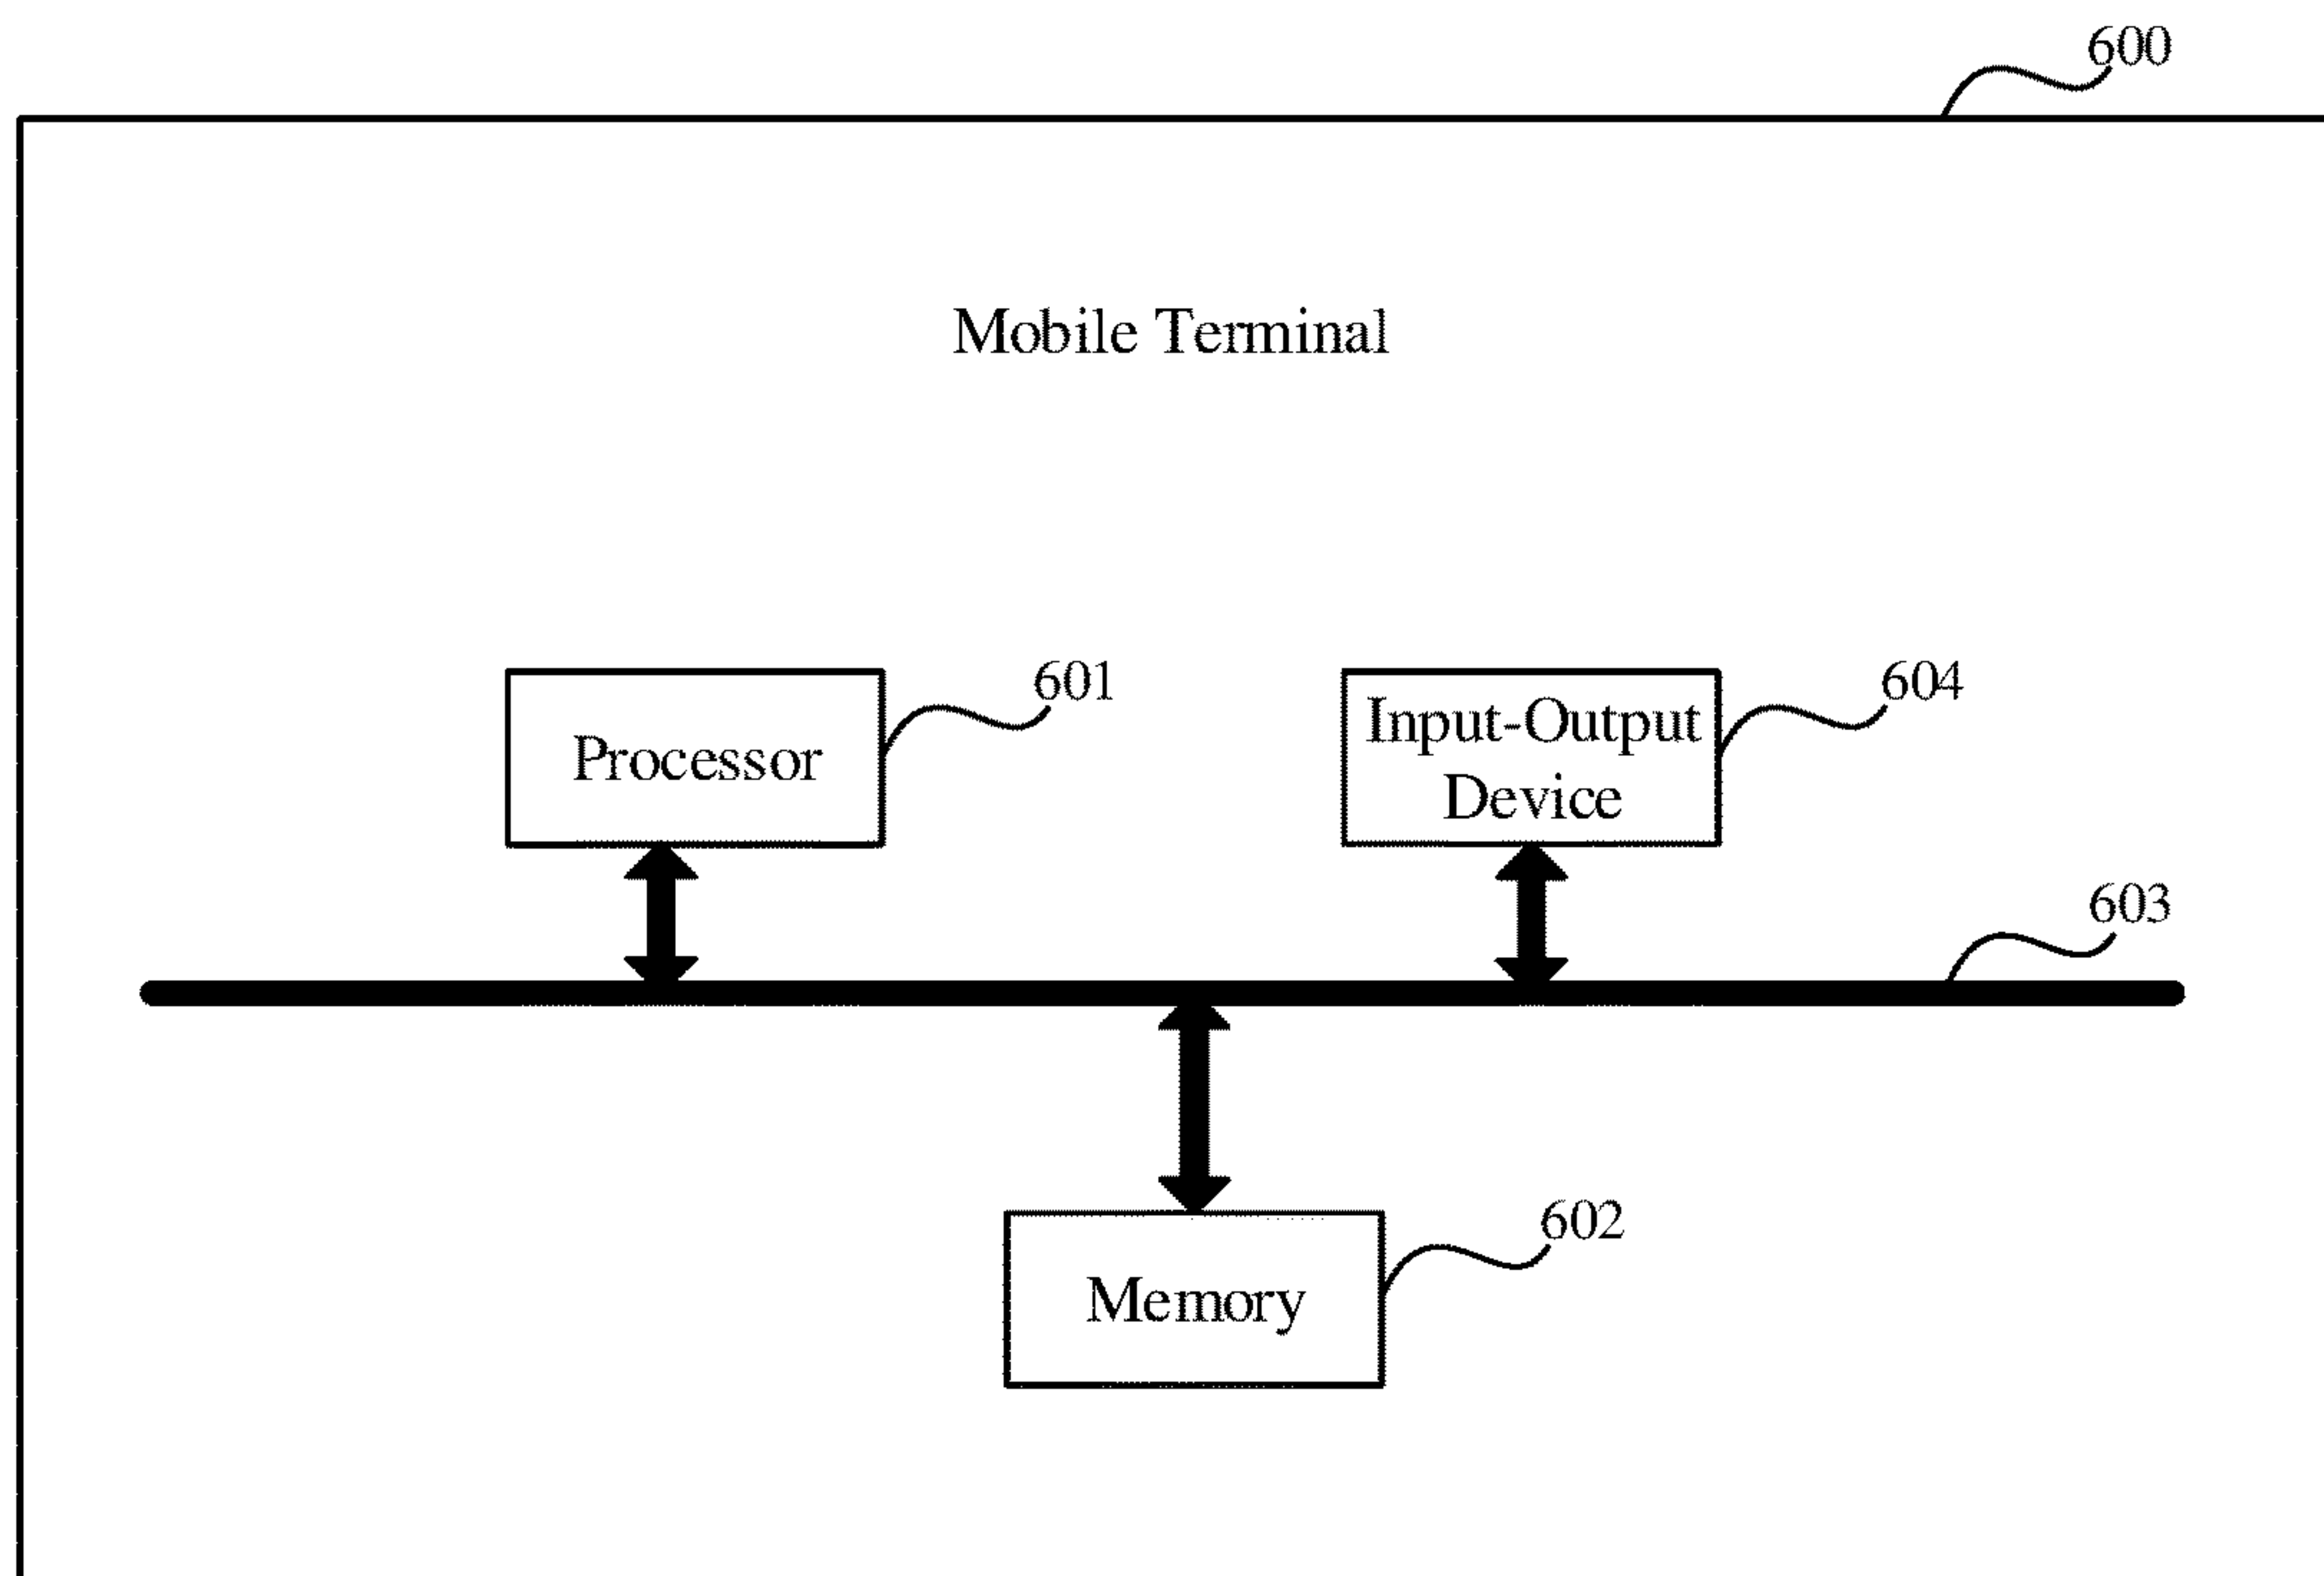 600
Mobile Terminal
601
604
Processor
Input-Output
Device
603
602
Memory